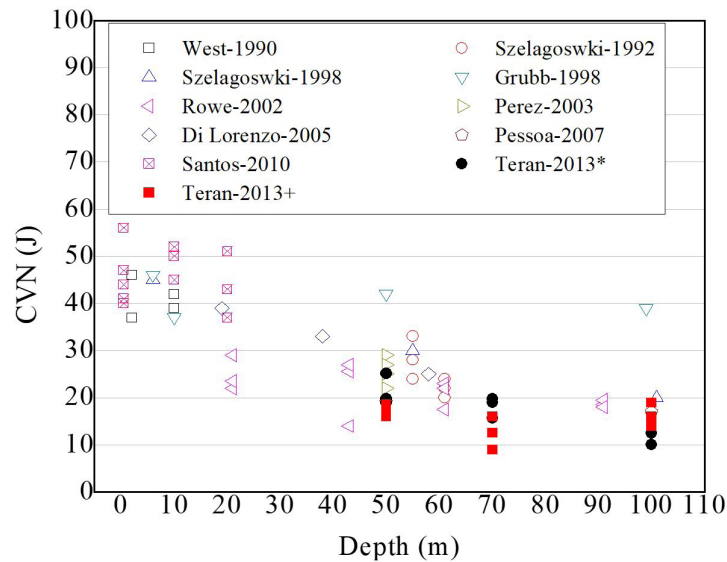 100
90
80
70
60
50
40
30
20
10
0
CVN (J)
West-1990 Szelagoswki-1992
Szelagoswki-1998 Grubb-1998
Rowe-2002 Perez-2003
Di Lorenzo-2005 Pessoa-2007
Santos-2010 Teran-2013*
Teran-2013+
0 10 20 30 40 50 60 70 80 90 100 110
Depth (m)